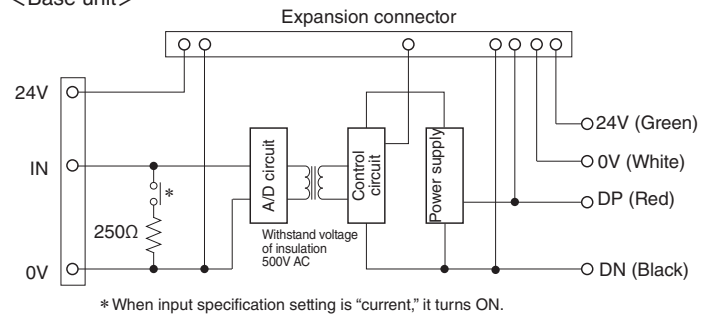 <Base unit>
Expansion connector
24V
IN
0V
*
250Ω
A/D circuit
Control
circuit
Power supply
Withstand voltage
of insulation
500V AC
24V (Green)
0V (White)
DP (Red)
DN (Black)
* When input specification setting is “current,” it turns ON.